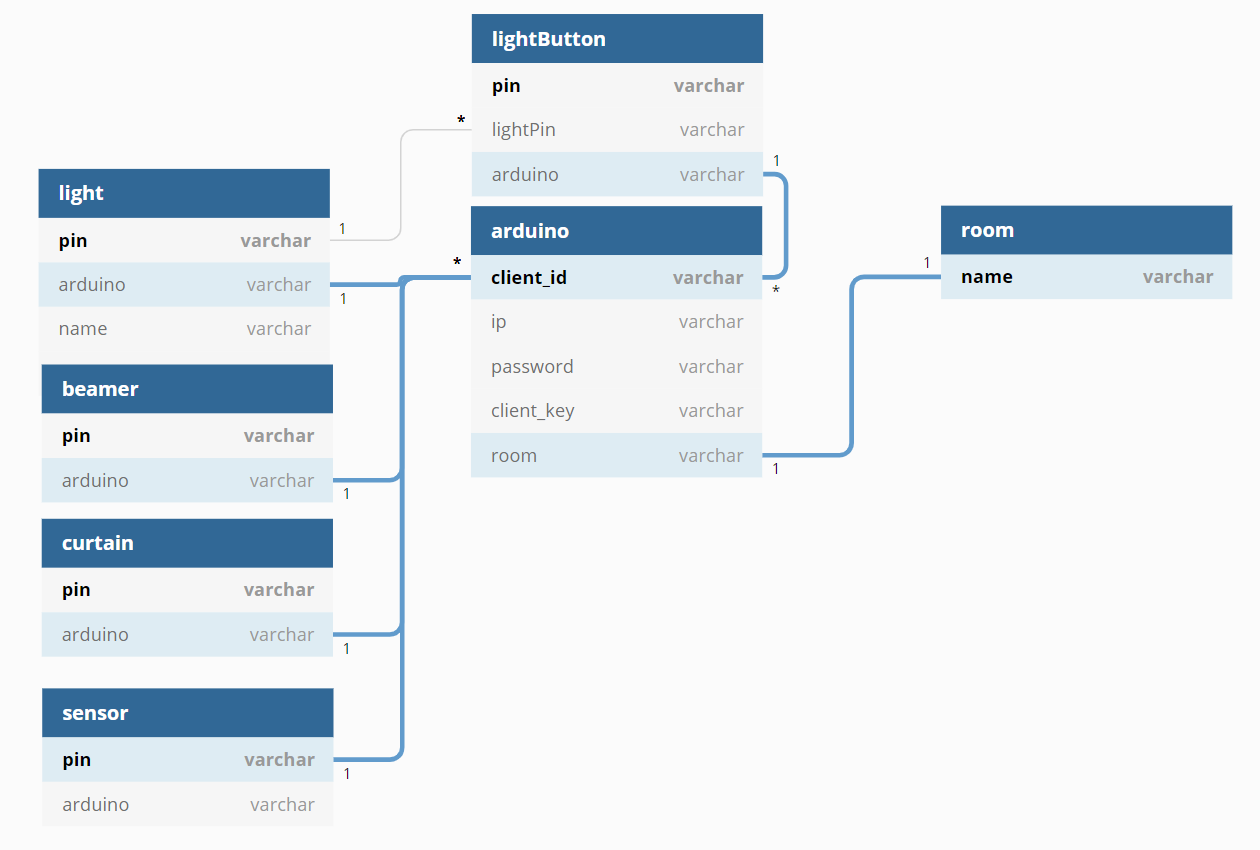 lightButton
pin varchar
* lightPin varchar
arduino varchar 1
light
pin varchar 1
arduino varchar 1
name varchar
arduino
* client_id varchar *
ip varchar
password varchar
client_key varchar
room varchar 1
room
1 name varchar
beamer
pin varchar
arduino varchar 1
curtain
pin varchar
arduino varchar 1
sensor
pin varchar 1
arduino varchar